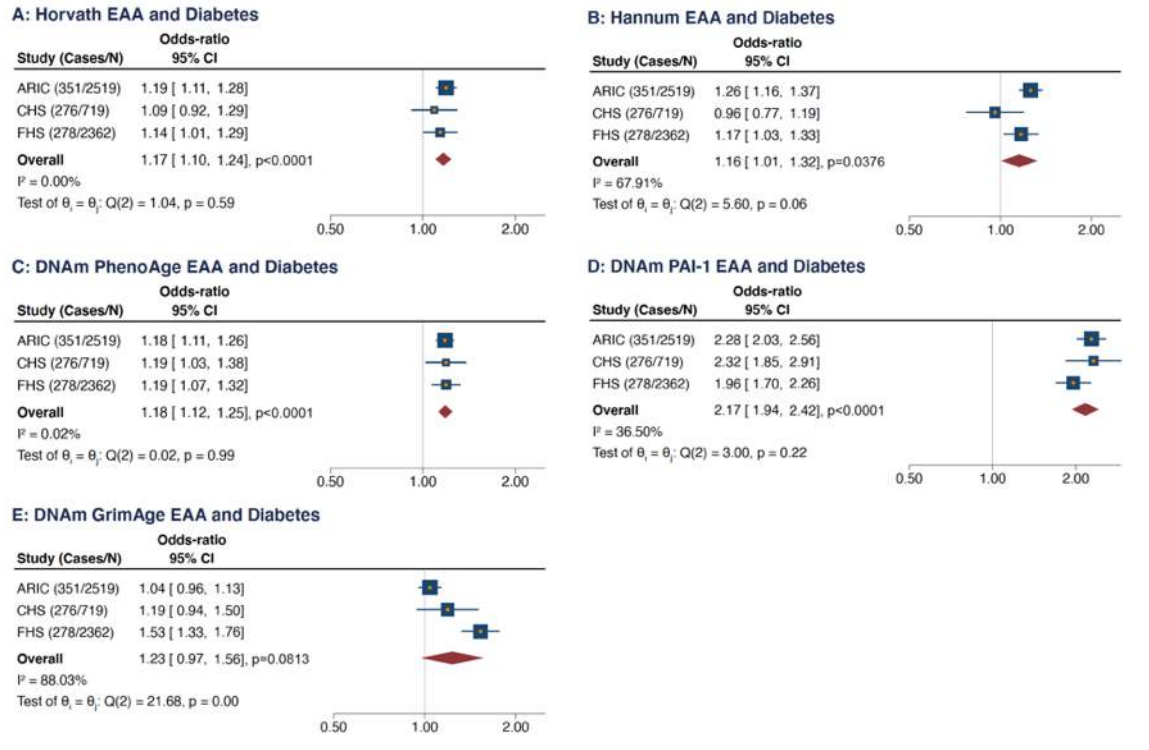 A: Horvath EAA and Diabetes
Odds-ratio
Study (Cases/N) 95% CI
ARIC (351/2519) 1.19 [ 1.11, 1.28]
CHS (276/719) 1.09 [ 0.92, 1.29]
FHS (278/2362) 1.14 [ 1.01, 1.29]
Overall 1.17 [ 1.10, 1.24], p<0.0001
I² = 0.00%
Test of θᵢ = θⱼ: Q(2) = 1.04, p = 0.59
0.50 1.00 2.00
B: Hannum EAA and Diabetes
Odds-ratio
Study (Cases/N) 95% CI
ARIC (351/2519) 1.26 [ 1.16, 1.37]
CHS (276/719) 0.96 [ 0.77, 1.19]
FHS (278/2362) 1.17 [ 1.03, 1.33]
Overall 1.16 [ 1.01, 1.32], p=0.0376
I² = 67.91%
Test of θᵢ = θⱼ: Q(2) = 5.60, p = 0.06
0.50 1.00 2.00
C: DNAm PhenoAge EAA and Diabetes
Odds-ratio
Study (Cases/N) 95% CI
ARIC (351/2519) 1.18 [ 1.11, 1.26]
CHS (276/719) 1.19 [ 1.03, 1.38]
FHS (278/2362) 1.19 [ 1.07, 1.32]
Overall 1.18 [ 1.12, 1.25], p<0.0001
I² = 0.02%
Test of θᵢ = θⱼ: Q(2) = 0.02, p = 0.99
0.50 1.00 2.00
D: DNAm PAI-1 EAA and Diabetes
Odds-ratio
Study (Cases/N) 95% CI
ARIC (351/2519) 2.28 [ 2.03, 2.56]
CHS (276/719) 2.32 [ 1.85, 2.91]
FHS (278/2362) 1.96 [ 1.70, 2.26]
Overall 2.17 [ 1.94, 2.42], p<0.0001
I² = 36.50%
Test of θᵢ = θⱼ: Q(2) = 3.00, p = 0.22
0.50 1.00 2.00
E: DNAm GrimAge EAA and Diabetes
Odds-ratio
Study (Cases/N) 95% CI
ARIC (351/2519) 1.04 [ 0.96, 1.13]
CHS (276/719) 1.19 [ 0.94, 1.50]
FHS (278/2362) 1.53 [ 1.33, 1.76]
Overall 1.23 [ 0.97, 1.56], p=0.0813
I² = 88.03%
Test of θᵢ = θⱼ: Q(2) = 21.68, p = 0.00
0.50 1.00 2.00